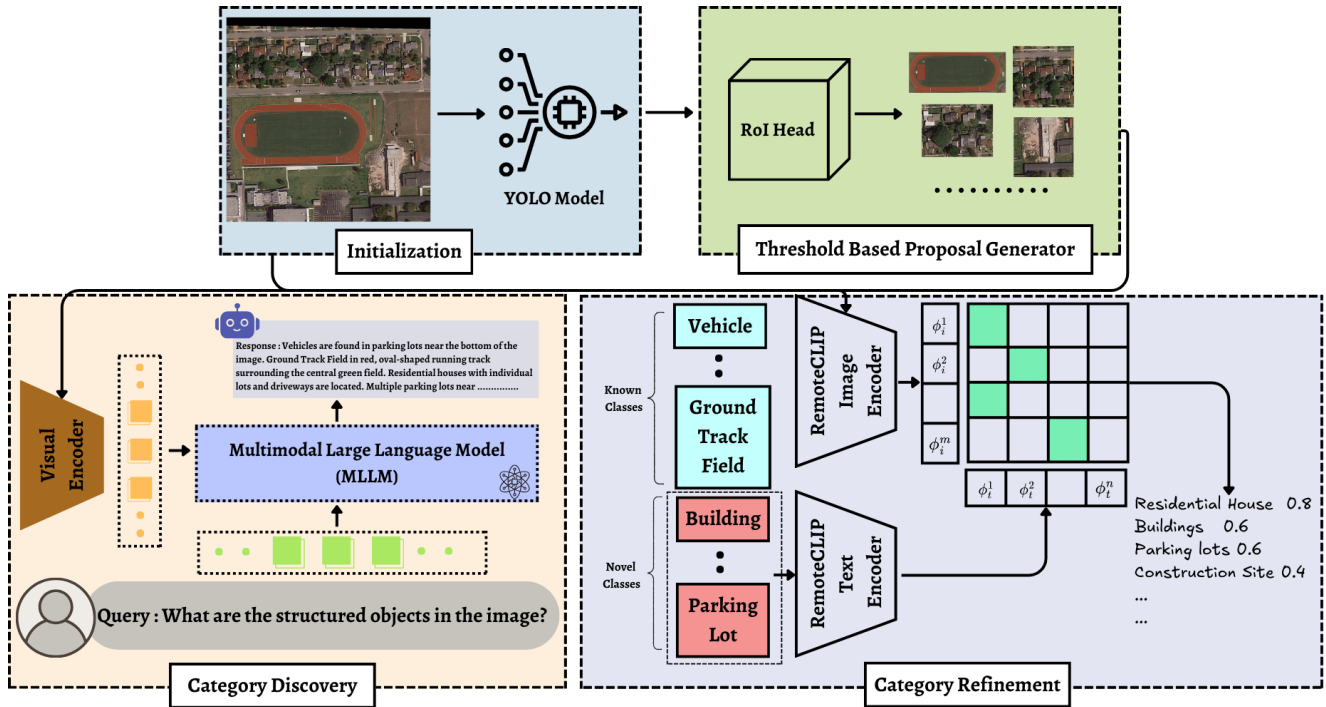 YOLO Model
Initialization
RoI Head
Threshold Based Proposal Generator
Response : Vehicles are found in parking lots near the bottom of the
image. Ground Track Field in red, oval-shaped running track
surrounding the central green field. Residential houses with individual
lots and driveways are located. Multiple parking lots near ...............
Visual
Encoder
Multimodal Large Language Model
(MLLM)
Query : What are the structured objects in the image?
Category Discovery
Known
Classes
Vehicle
Ground
Track
Field
Novel
Classes
Building
Parking
Lot
RemoteCLIP
Image
Encoder
RemoteCLIP
Text
Encoder
ϕ_i^1
ϕ_i^2
ϕ_i^m
ϕ_t^1 ϕ_t^2 ϕ_t^n
Residential House 0.8
Buildings 0.6
Parking lots 0.6
Construction Site 0.4
...
...
Category Refinement